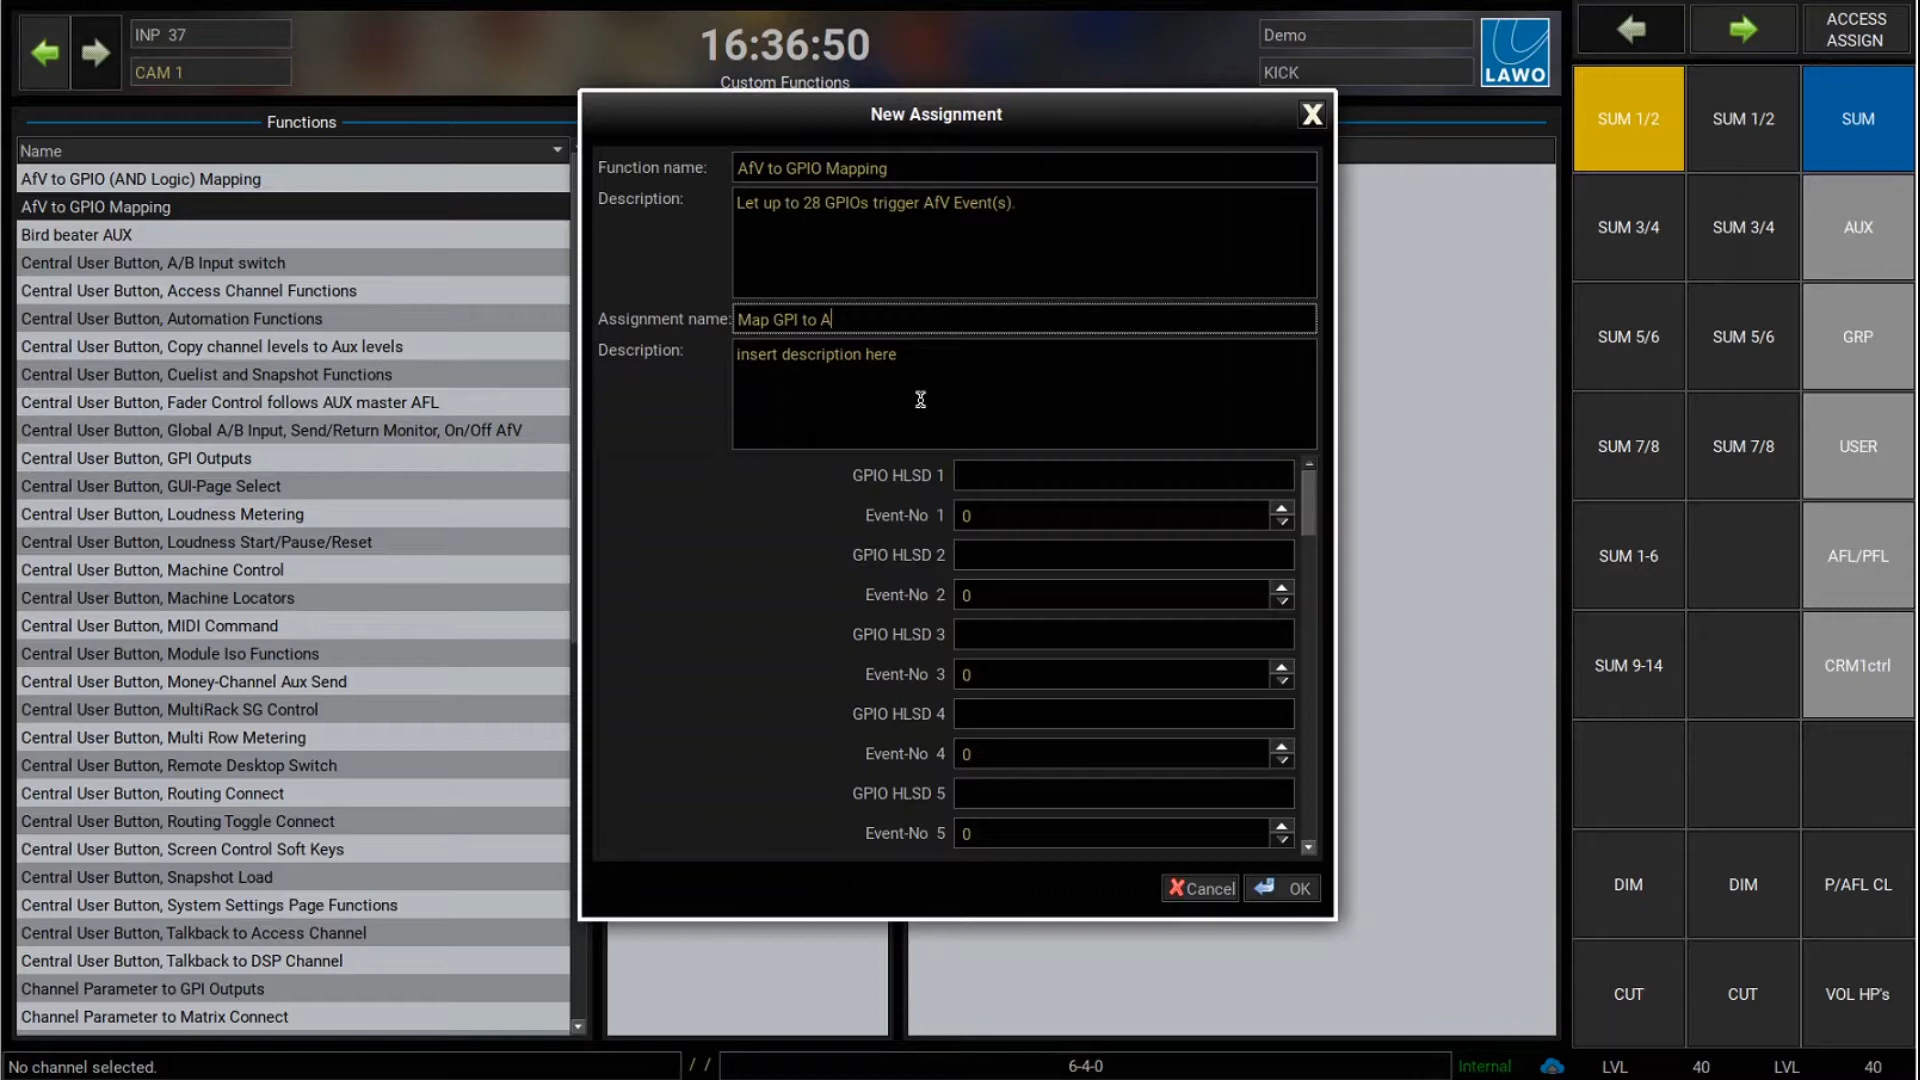 INP 37
CAM 1
16:36:50
Custom Functions
Demo
KICK
LAWO
ACCESS
ASSIGN
Functions
Name
AfV to GPIO (AND Logic) Mapping
AfV to GPIO Mapping
Bird beater AUX
Central User Button, A/B Input switch
Central User Button, Access Channel Functions
Central User Button, Automation Functions
Central User Button, Copy channel levels to Aux levels
Central User Button, Cuelist and Snapshot Functions
Central User Button, Fader Control follows AUX master AFL
Central User Button, Global A/B Input, Send/Return Monitor, On/Off AfV
Central User Button, GPI Outputs
Central User Button, GUI-Page Select
Central User Button, Loudness Metering
Central User Button, Loudness Start/Pause/Reset
Central User Button, Machine Control
Central User Button, Machine Locators
Central User Button, MIDI Command
Central User Button, Module Iso Functions
Central User Button, Money-Channel Aux Send
Central User Button, MultiRack SG Control
Central User Button, Multi Row Metering
Central User Button, Remote Desktop Switch
Central User Button, Routing Connect
Central User Button, Routing Toggle Connect
Central User Button, Screen Control Soft Keys
Central User Button, Snapshot Load
Central User Button, System Settings Page Functions
Central User Button, Talkback to Access Channel
Central User Button, Talkback to DSP Channel
Channel Parameter to GPI Outputs
Channel Parameter to Matrix Connect
New Assignment
X
Function name: AfV to GPIO Mapping
Description: Let up to 28 GPIOs trigger AfV Event(s).
Assignment name: Map GPI to A
Description: insert description here
GPIO HLSD 1
Event-No 1 0
GPIO HLSD 2
Event-No 2 0
GPIO HLSD 3
Event-No 3 0
GPIO HLSD 4
Event-No 4 0
GPIO HLSD 5
Event-No 5 0
Cancel OK
SUM 1/2 SUM 1/2 SUM
SUM 3/4 SUM 3/4 AUX
SUM 5/6 SUM 5/6 GRP
SUM 7/8 SUM 7/8 USER
SUM 1-6 AFL/PFL
SUM 9-14 CRM1ctrl
DIM DIM P/AFL CL
CUT CUT VOL HP's
No channel selected. // 6-4-0 Internal LVL 40 LVL 40